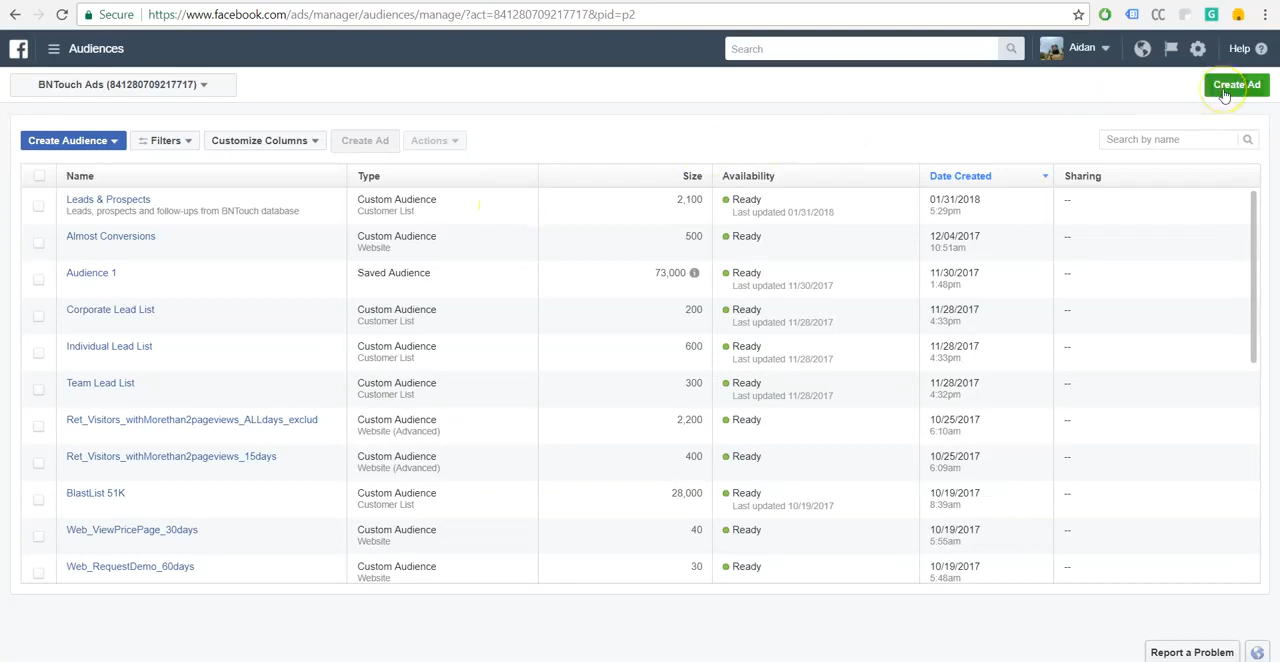 Secure https://www.facebook.com/ads/manager/audiences/manage/?act=841280709217717&pid=p2
Audiences Search Aidan Help
BNTouch Ads (841280709217717) Create Ad
Create Audience Filters Customize Columns Create Ad Actions Search by name
Name Type Size Availability Date Created Sharing
Leads & Prospects Custom Audience 2,100 Ready 01/31/2018 --
Leads, prospects and follow-ups from BNTouch database Customer List Last updated 01/31/2018 5:29pm
Almost Conversions Custom Audience 500 Ready 12/04/2017 --
Website 10:51am
Audience 1 Saved Audience 73,000 Ready 11/30/2017 --
Last updated 11/30/2017 1:48pm
Corporate Lead List Custom Audience 200 Ready 11/28/2017 --
Customer List Last updated 11/28/2017 4:33pm
Individual Lead List Custom Audience 600 Ready 11/28/2017 --
Customer List Last updated 11/28/2017 4:33pm
Team Lead List Custom Audience 300 Ready 11/28/2017 --
Customer List Last updated 11/28/2017 4:32pm
Ret_Visitors_withMorethan2pageviews_ALLdays_exclud Custom Audience 2,200 Ready 10/25/2017 --
Website (Advanced) 6:10am
Ret_Visitors_withMorethan2pageviews_15days Custom Audience 400 Ready 10/25/2017 --
Website (Advanced) 6:09am
BlastList 51K Custom Audience 28,000 Ready 10/19/2017 --
Customer List Last updated 10/19/2017 8:39am
Web_ViewPricePage_30days Custom Audience 40 Ready 10/19/2017 --
Website 5:55am
Web_RequestDemo_60days Custom Audience 30 Ready 10/19/2017 --
Website 5:48am
Report a Problem